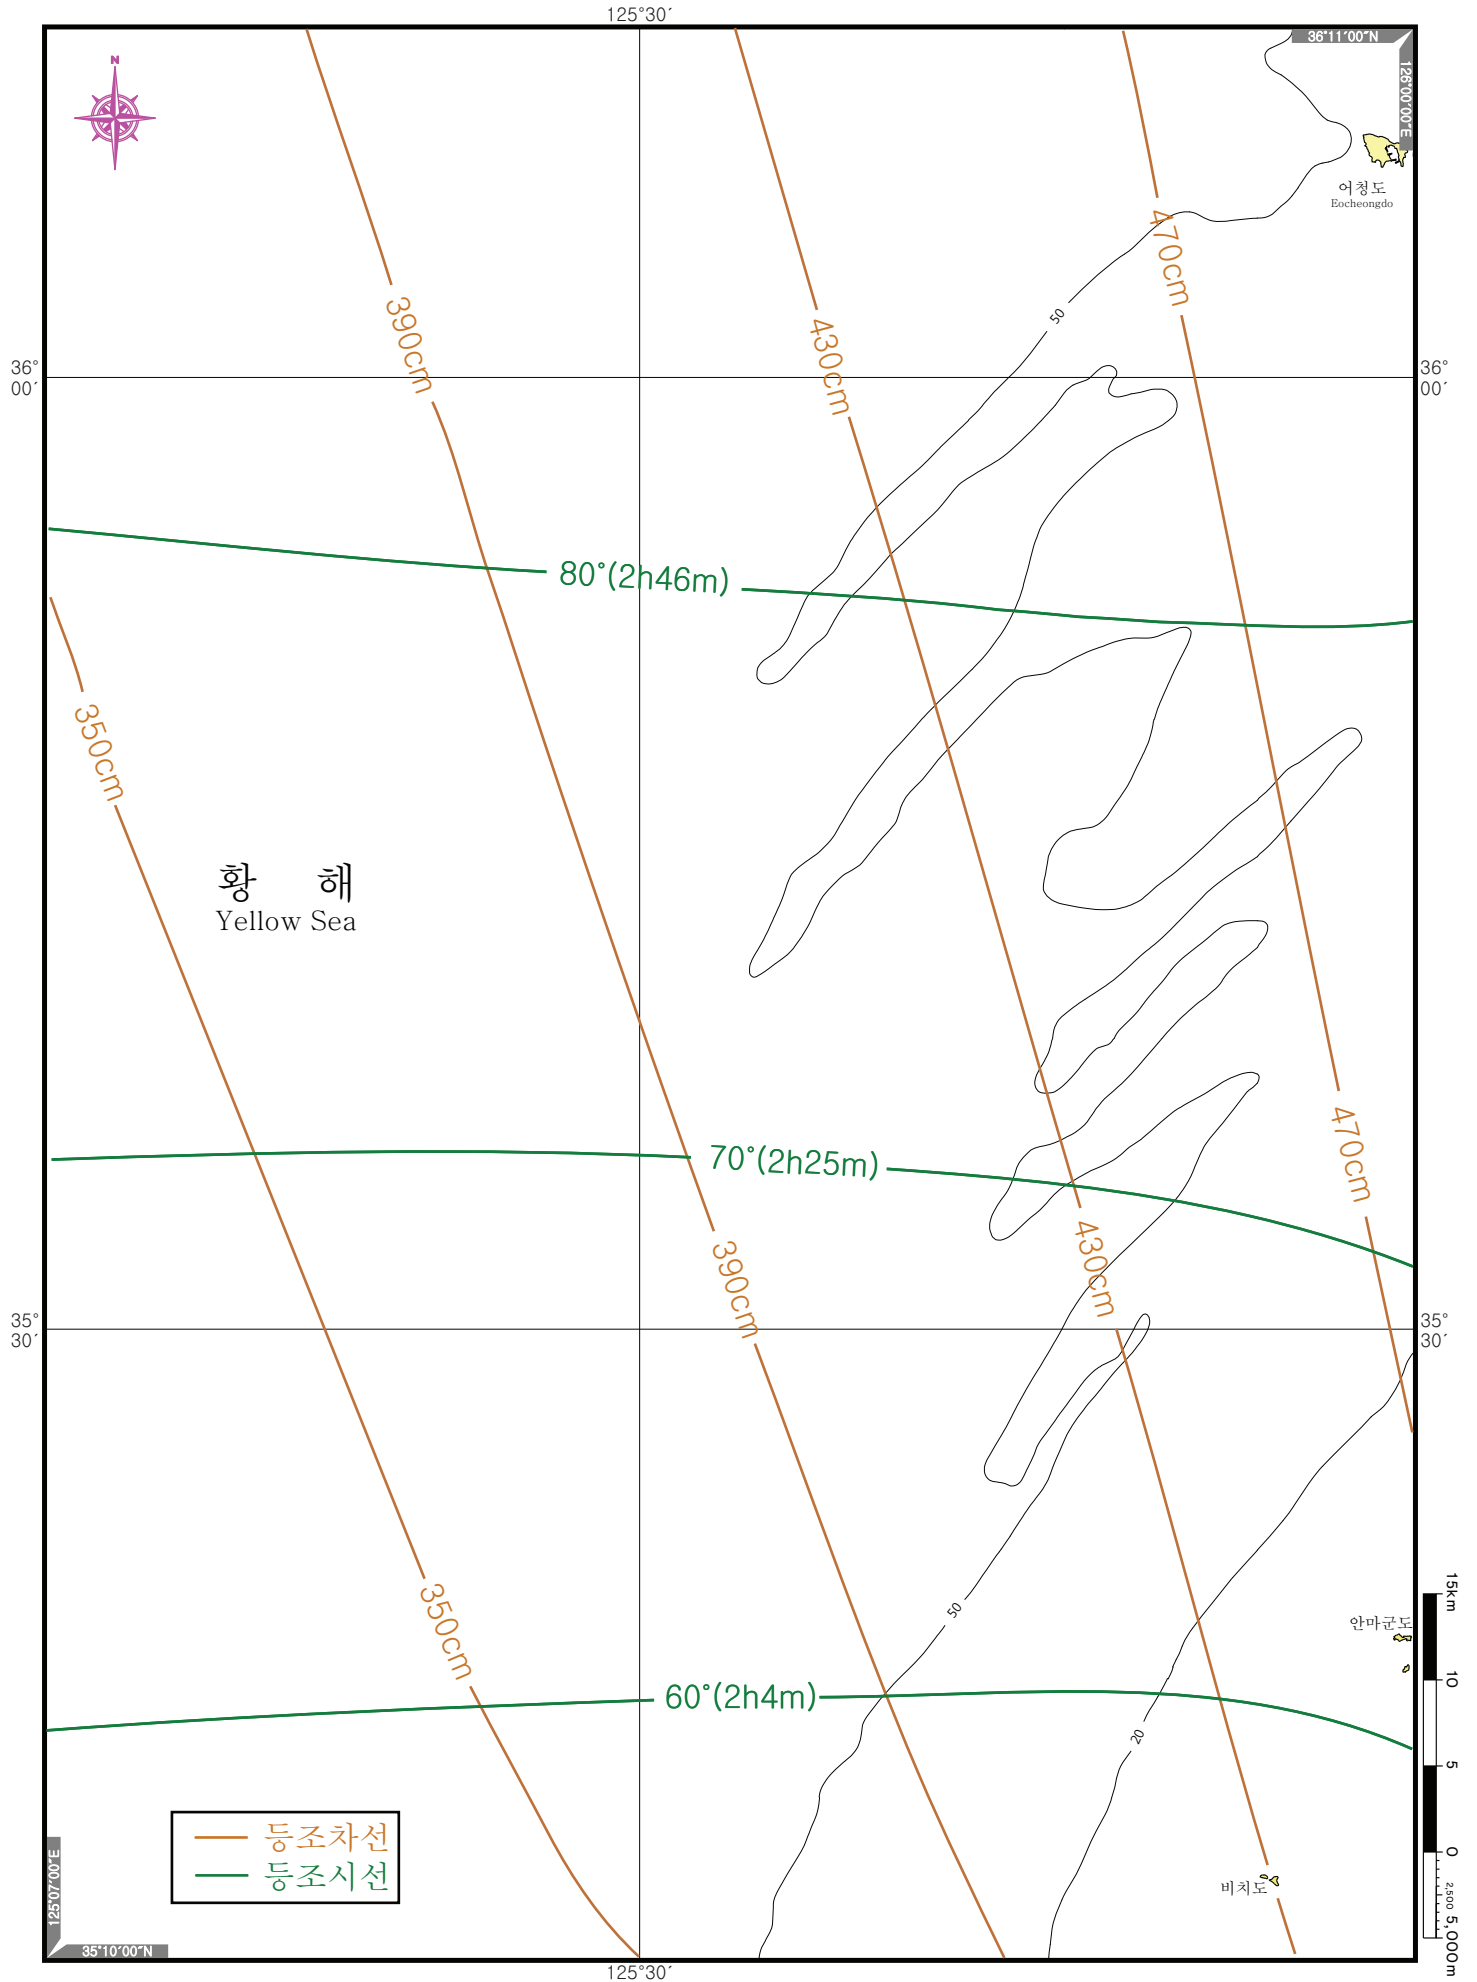 125°30´
N
36°11′00″N
126°00′00″E
어청도
Eocheongdo
470cm
390cm
430cm
50
36°
00´
36°
00´
80°(2h46m)
350cm
황 해
Yellow Sea
470cm
70°(2h25m)
390cm
430cm
35°
30´
35°
30´
350cm
50
안마군도
60°(2h4m)
20
비치도
등조차선
등조시선
15km
10
5
0
2,500
5,000m
125°07′00″E
35°10′00″N
125°30´